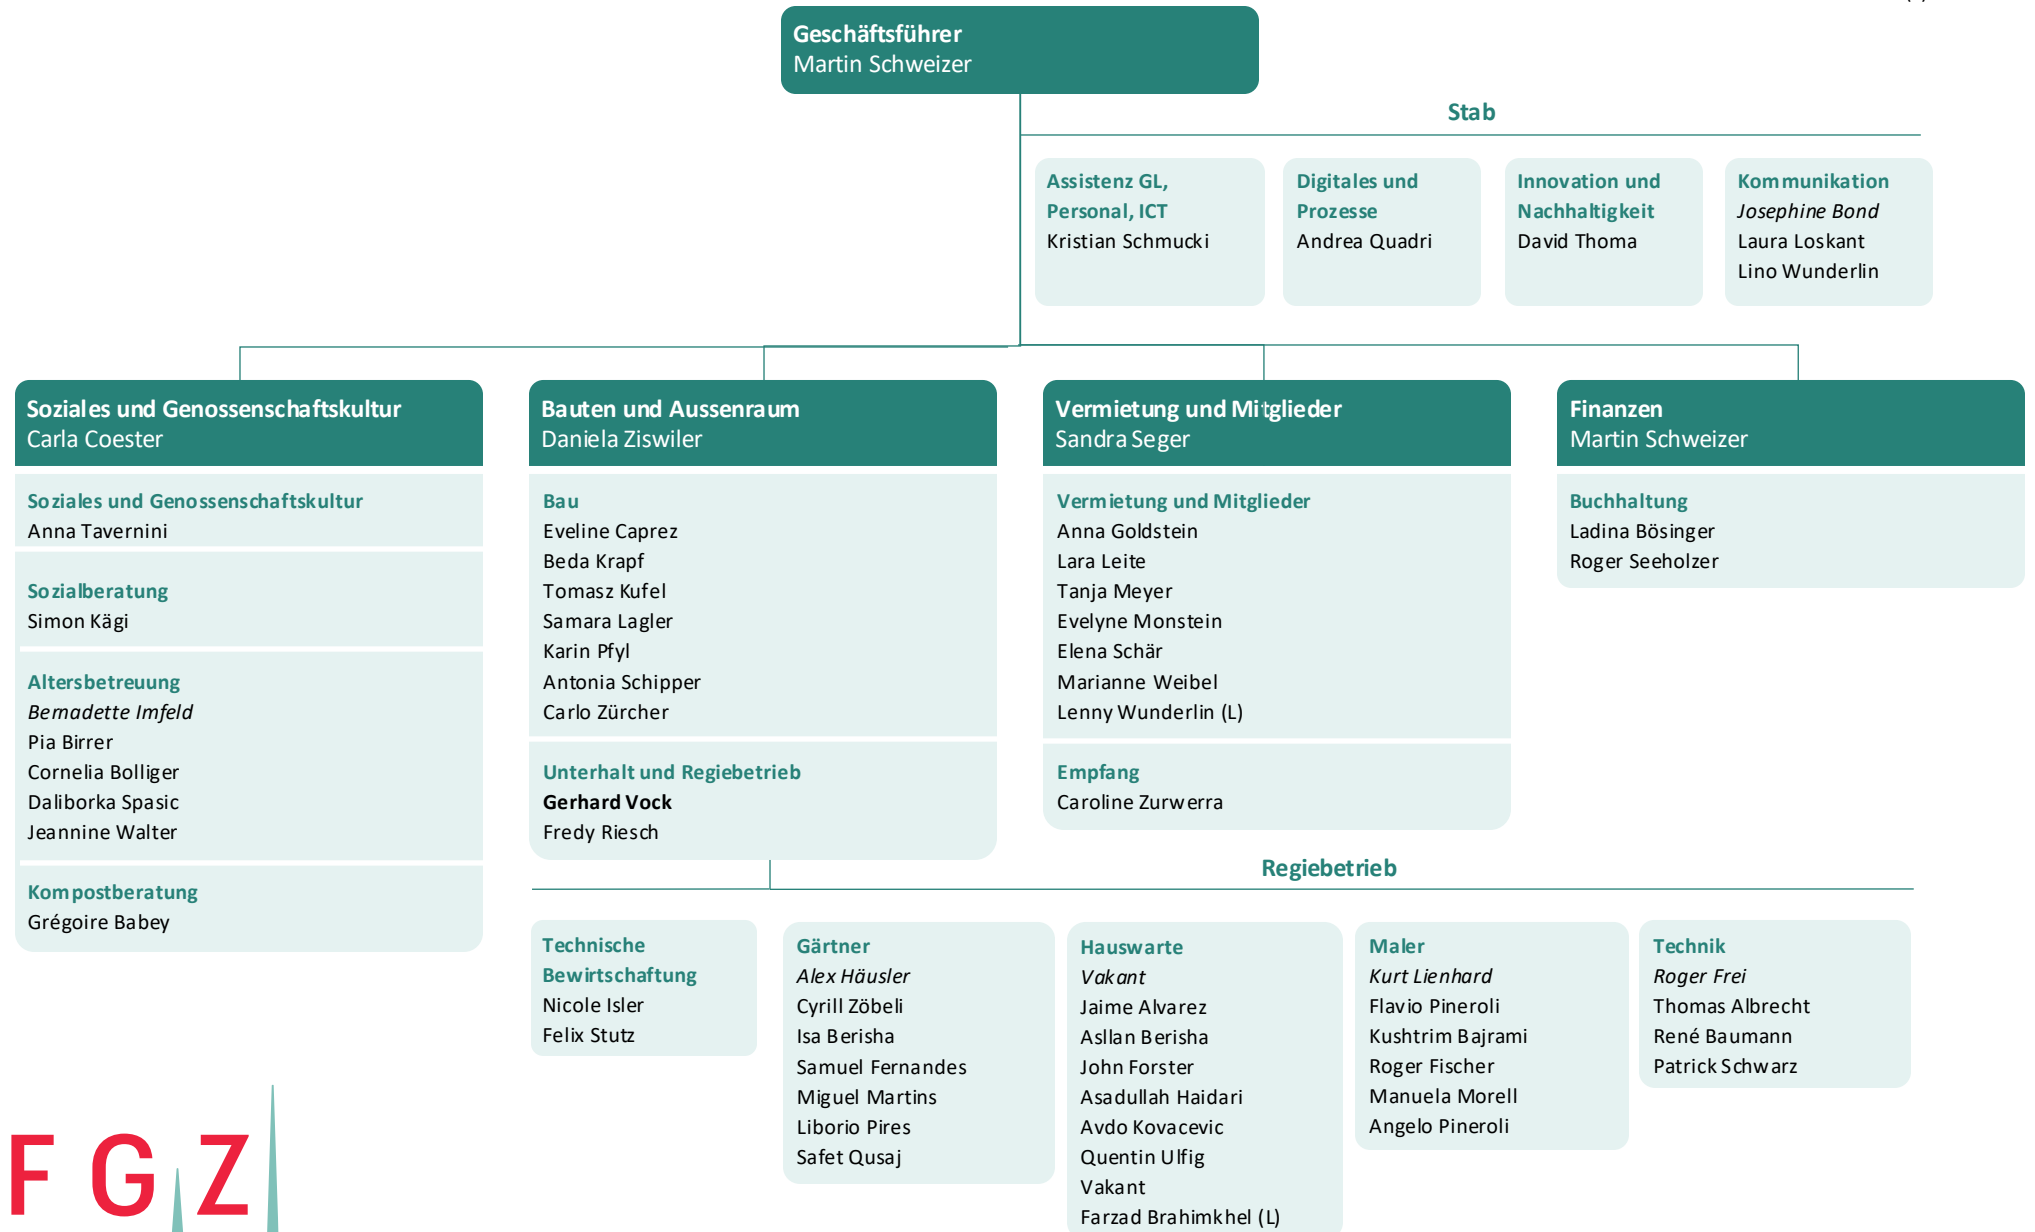 Geschäftsführer
Martin Schweizer
Stab
Assistenz GL,
Personal, ICT
Kristian Schmucki
Digitales und
Prozesse
Andrea Quadri
Innovation und
Nachhaltigkeit
David Thoma
Kommunikation
Josephine Bond
Laura Loskant
Lino Wunderlin
Soziales und Genossenschaftskultur
Carla Coester
Soziales und Genossenschaftskultur
Anna Tavernini
Sozialberatung
Simon Kägi
Altersbetreuung
Bernadette Imfeld
Pia Birrer
Cornelia Bolliger
Daliborka Spasic
Jeannine Walter
Kompostberatung
Grégoire Babey
Bauten und Aussenraum
Daniela Ziswiler
Bau
Eveline Caprez
Beda Krapf
Tomasz Kufel
Samara Lagler
Karin Pfyl
Antonia Schipper
Carlo Zürcher
Unterhalt und Regiebetrieb
Gerhard Vock
Fredy Riesch
Vermietung und Mitglieder
Sandra Seger
Vermietung und Mitglieder
Anna Goldstein
Lara Leite
Tanja Meyer
Evelyne Monstein
Elena Schär
Marianne Weibel
Lenny Wunderlin (L)
Empfang
Caroline Zurwerra
Finanzen
Martin Schweizer
Buchhaltung
Ladina Bösinger
Roger Seeholzer
Regiebetrieb
Technische
Bewirtschaftung
Nicole Isler
Felix Stutz
Gärtner
Alex Häusler
Cyrill Zöbeli
Isa Berisha
Samuel Fernandes
Miguel Martins
Liborio Pires
Safet Qusaj
Hauswarte
Vakant
Jaime Alvarez
Asllan Berisha
John Forster
Asadullah Haidari
Avdo Kovacevic
Quentin Ulfig
Vakant
Farzad Brahimkhel (L)
Maler
Kurt Lienhard
Flavio Pineroli
Kushtrim Bajrami
Roger Fischer
Manuela Morell
Angelo Pineroli
Technik
Roger Frei
Thomas Albrecht
René Baumann
Patrick Schwarz
FGZ